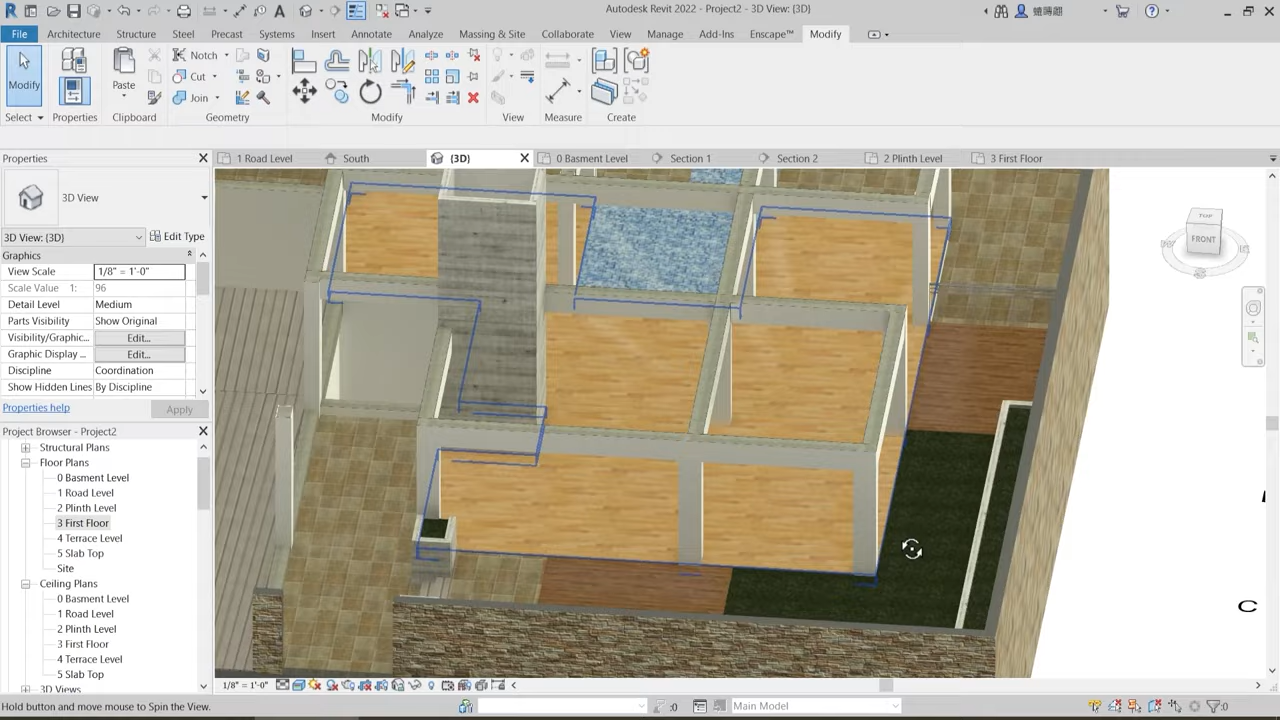 Autodesk Revit 2022 - Project2 - 3D View: {3D}
File Architecture Structure Steel Precast Systems Insert Annotate Analyze Massing & Site Collaborate View Manage Add-Ins Enscape™ Modify
Modify Paste Notch Cut Join
Select Properties Clipboard Geometry Modify View Measure Create
Properties
3D View
3D View: {3D} Edit Type
Graphics
View Scale 1/8" = 1'-0"
Scale Value 1: 96
Detail Level Medium
Parts Visibility Show Original
Visibility/Graphic... Edit...
Graphic Display ... Edit...
Discipline Coordination
Show Hidden Lines By Discipline
Properties help Apply
Project Browser - Project2
Structural Plans
Floor Plans
0 Basment Level
1 Road Level
2 Plinth Level
3 First Floor
4 Terrace Level
5 Slab Top
Site
Ceiling Plans
0 Basment Level
1 Road Level
2 Plinth Level
3 First Floor
4 Terrace Level
5 Slab Top
3D Views
1 Road Level South {3D} 0 Basment Level Section 1 Section 2 2 Plinth Level 3 First Floor
TOP
FRONT
C
1/8" = 1'-0"
Hold button and move mouse to Spin the View.
:0 Main Model :0